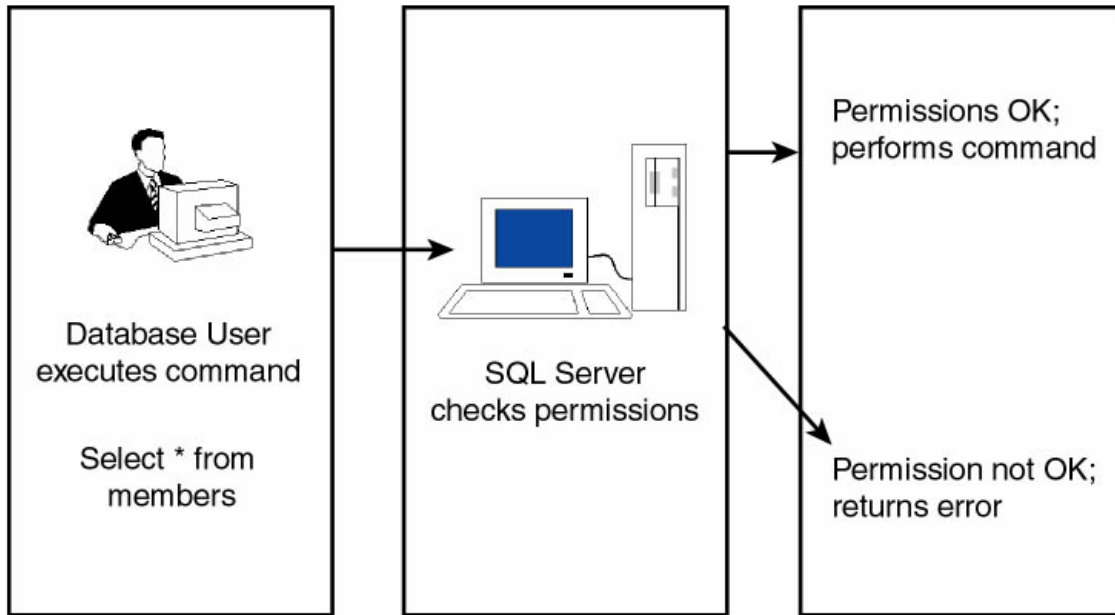 Database User
executes command
Select * from
members
SQL Server
checks permissions
Permissions OK;
performs command
Permission not OK;
returns error